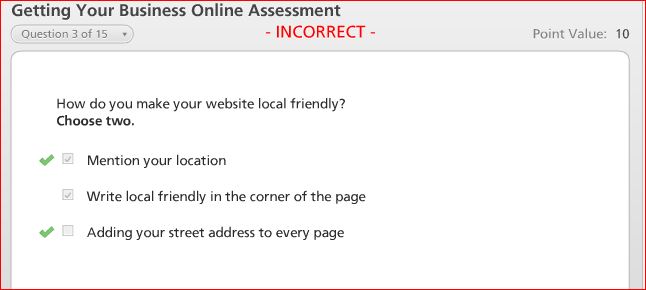 Getting Your Business Online Assessment
Question 3 of 15
- INCORRECT -
Point Value: 10
How do you make your website local friendly?
Choose two.
Mention your location
Write local friendly in the corner of the page
Adding your street address to every page